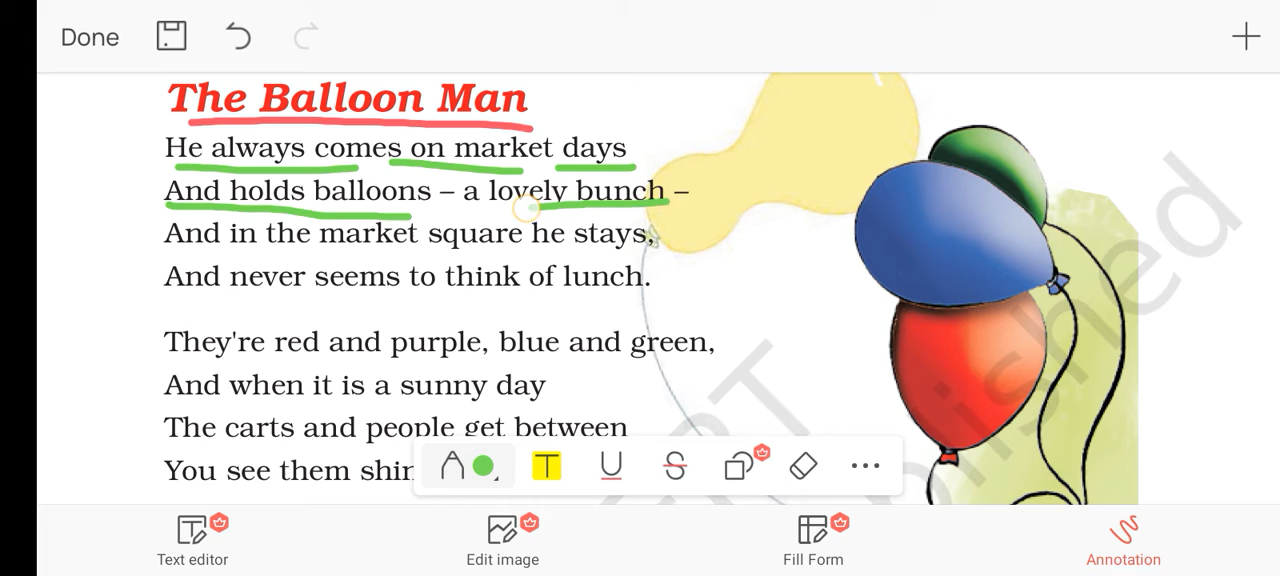 Done
The Balloon Man
He always comes on market days
And holds balloons – a lovely bunch –
And in the market square he stays,
And never seems to think of lunch.
They're red and purple, blue and green,
And when it is a sunny day
The carts and people get between
You see them shin
T
U
S
Text editor
Edit image
Fill Form
Annotation